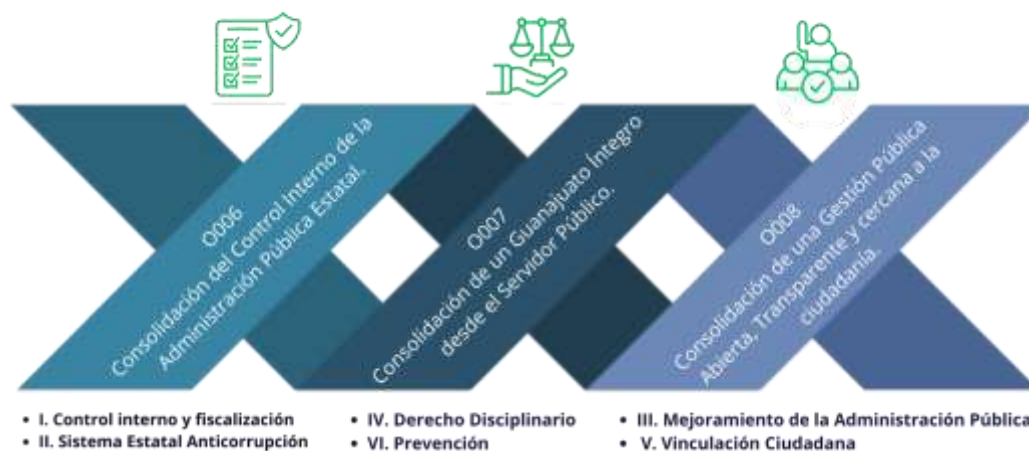 O006
Consolidación del Control Interno de la
Administración Pública Estatal.
O007
Consolidación de un Guanajuato Íntegro
desde el Servidor Público.
O008
Consolidación de una Gestión Pública
Abierta, Transparente y cercana a la
ciudadanía.
• I. Control interno y fiscalización
• II. Sistema Estatal Anticorrupción
• IV. Derecho Disciplinario
• VI. Prevención
• III. Mejoramiento de la Administración Pública
• V. Vinculación Ciudadana